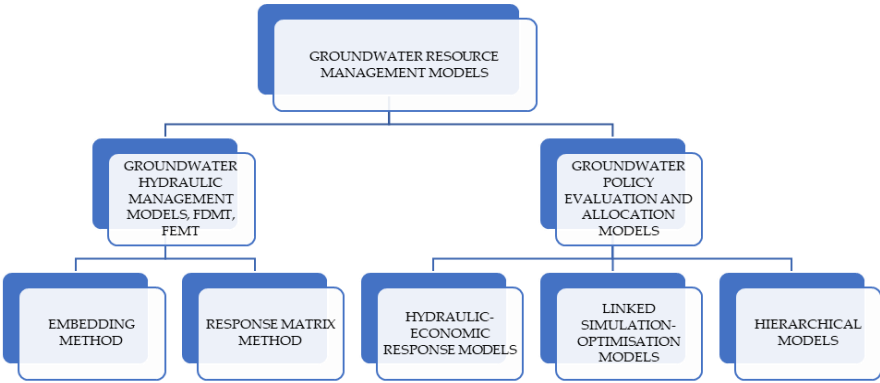 GROUNDWATER RESOURCE
MANAGEMENT MODELS
GROUNDWATER
HYDRAULIC
MANAGEMENT
MODELS, FDMT,
FEMT
GROUNDWATER
POLICY
EVALUATION AND
ALLOCATION
MODELS
EMBEDDING
METHOD
RESPONSE MATRIX
METHOD
HYDRAULIC-
ECONOMIC
RESPONSE MODELS
LINKED
SIMULATION-
OPTIMISATION
MODELS
HIERARCHICAL
MODELS